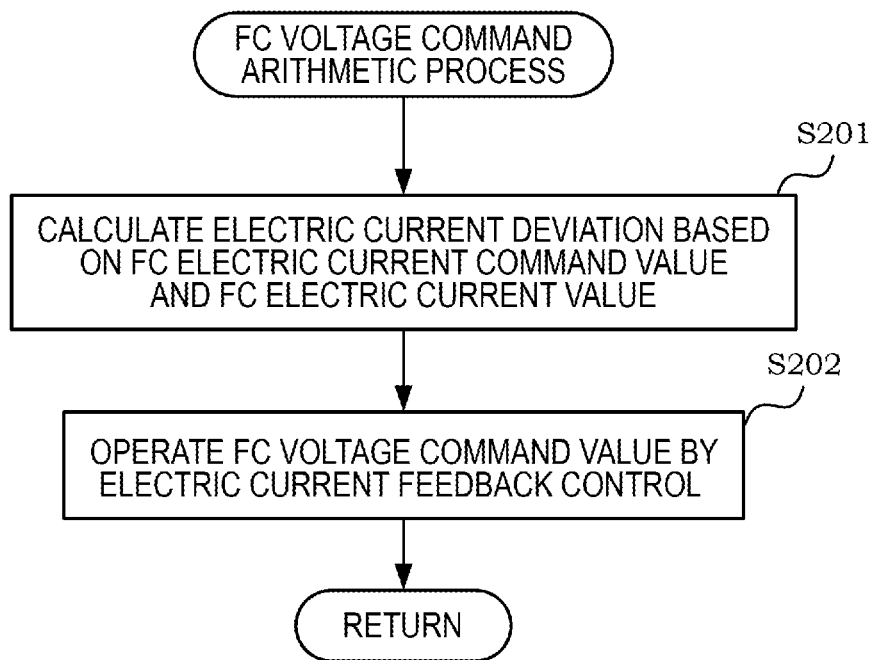 FC VOLTAGE COMMAND
ARITHMETIC PROCESS
S201
CALCULATE ELECTRIC CURRENT DEVIATION BASED
ON FC ELECTRIC CURRENT COMMAND VALUE
AND FC ELECTRIC CURRENT VALUE
S202
OPERATE FC VOLTAGE COMMAND VALUE BY
ELECTRIC CURRENT FEEDBACK CONTROL
RETURN